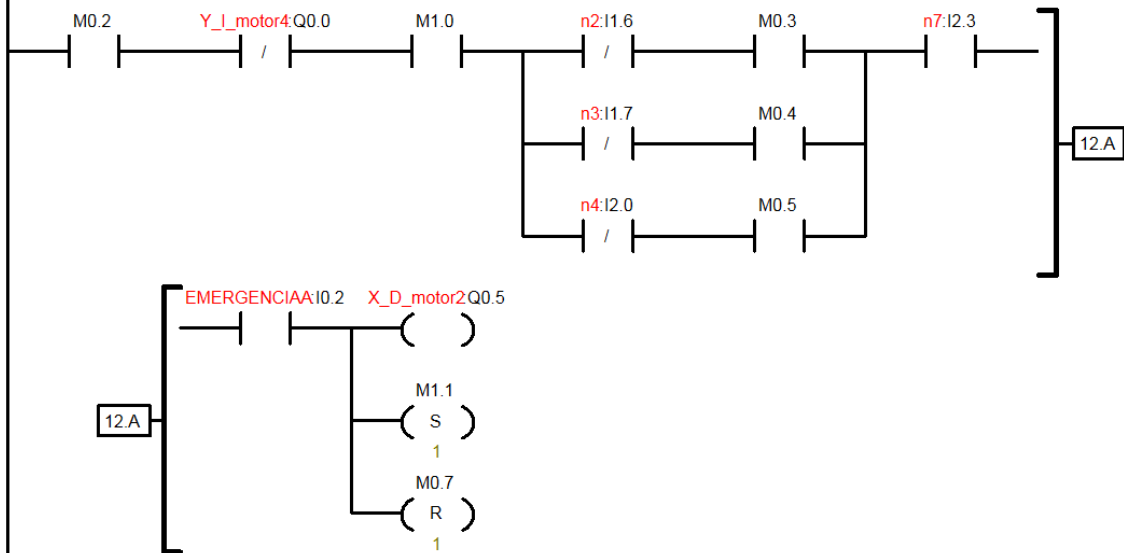 M0.2 Y_I_motor4:Q0.0 M1.0 n2:I1.6 M0.3 n7:I2.3
/ /
n3:I1.7 M0.4
/
12.A
n4:I2.0 M0.5
/
EMERGENCIAA:I0.2 X_D_motor2:Q0.5
M1.1
12.A
S
1
M0.7
R
1